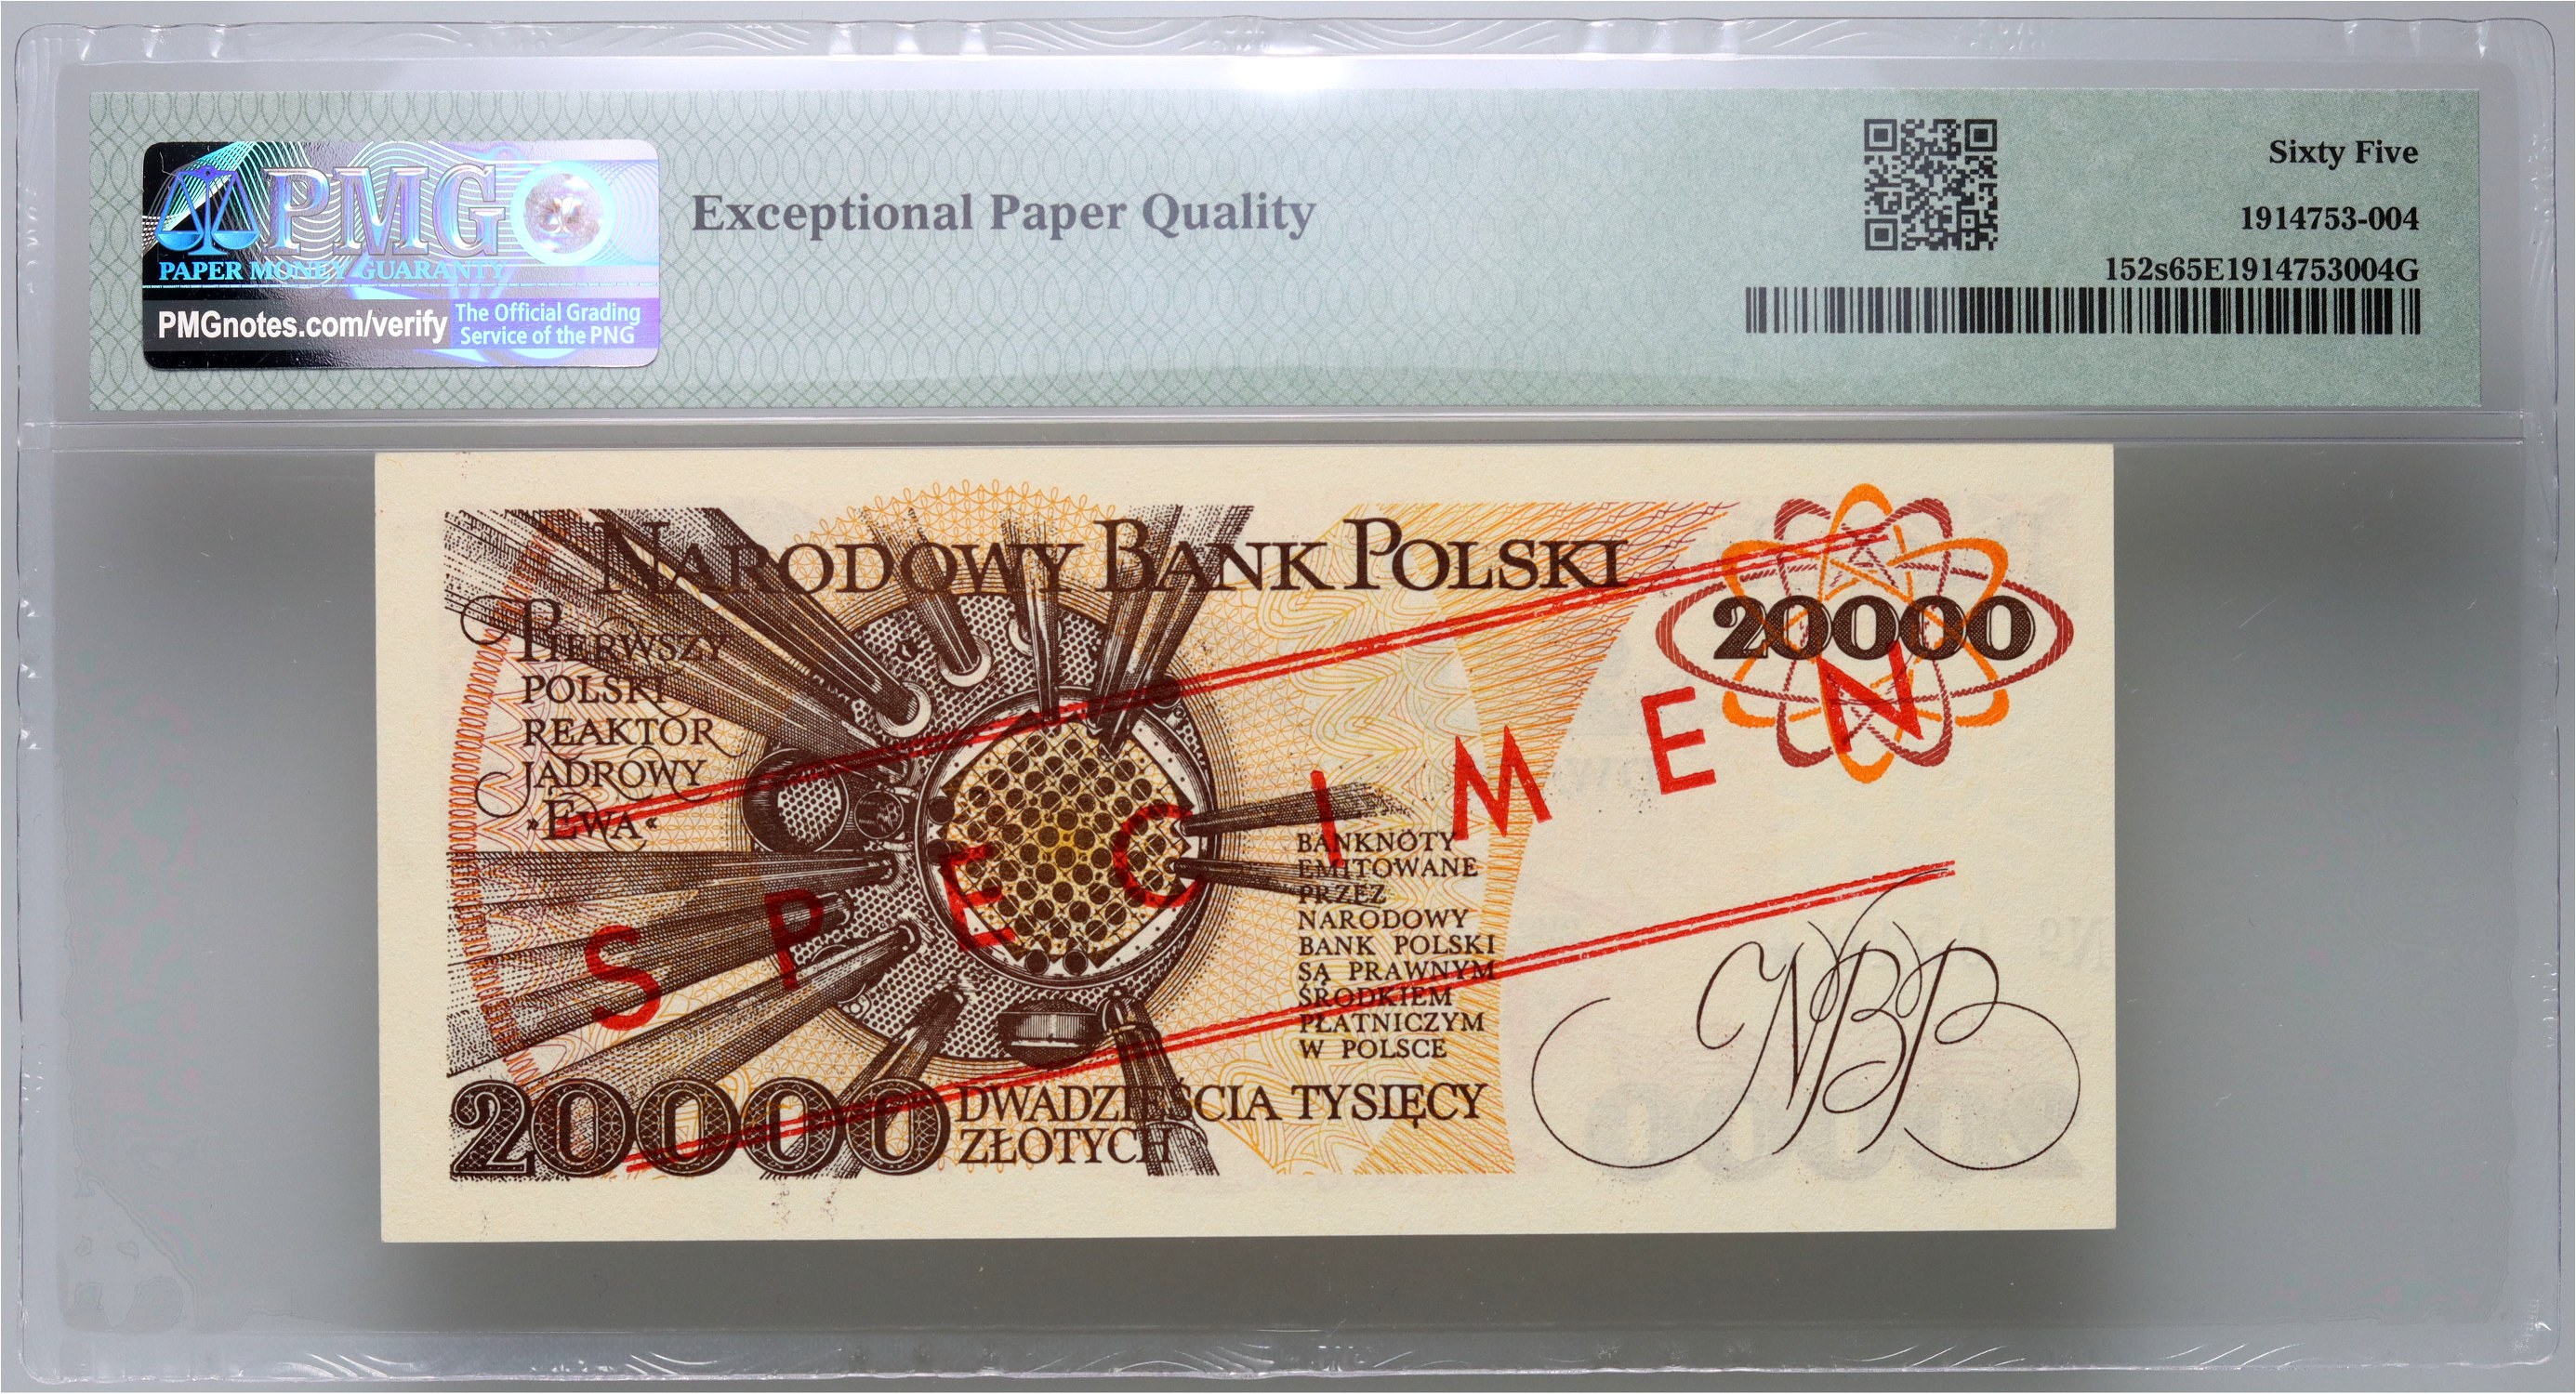 PMG
PAPER MONEY GUARANTY
PMGnotes.com/verify
The Official Grading
Service of the PNG
Exceptional Paper Quality
Sixty Five
1914753-004
152s65E1914753004G
NARODOWY BANK POLSKI
20000
PIERWSZY
POLSKI
REAKTOR
JĄDROWY
»EWA«
SPECIMEN
BANKNOTY
EMITOWANE
PRZEZ
NARODOWY
BANK POLSKI
SĄ PRAWNYM
ŚRODKIEM
PŁATNICZYM
W POLSCE
NBP
20000 DWADZIEŚCIA TYSIĘCY
ZŁOTYCH